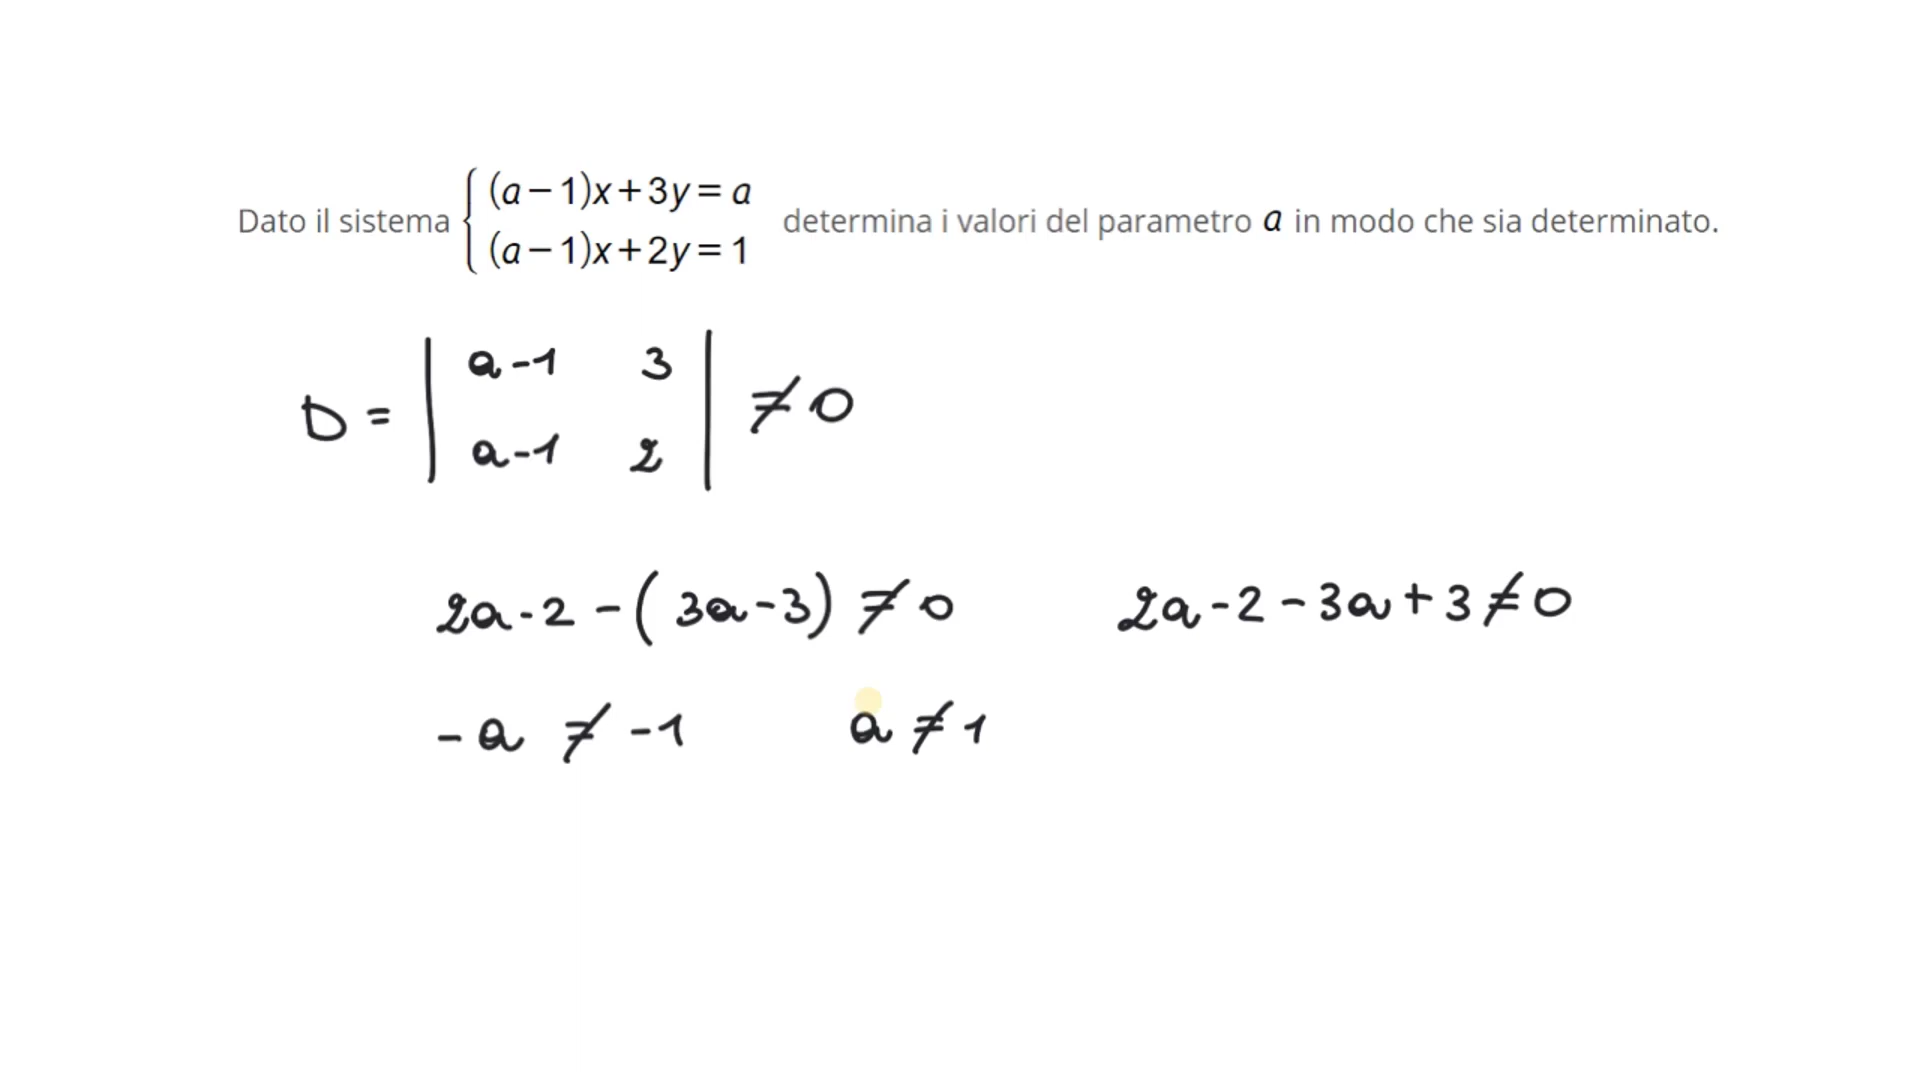 Dato il sistema { (a−1)x+3y=a determina i valori del parametro a in modo che sia determinato.
(a−1)x+2y=1
D = | a-1 3 | ≠0
a-1 2
2a-2-(3a-3)≠0 2a-2-3a+3≠0
-a ≠ -1 a≠1